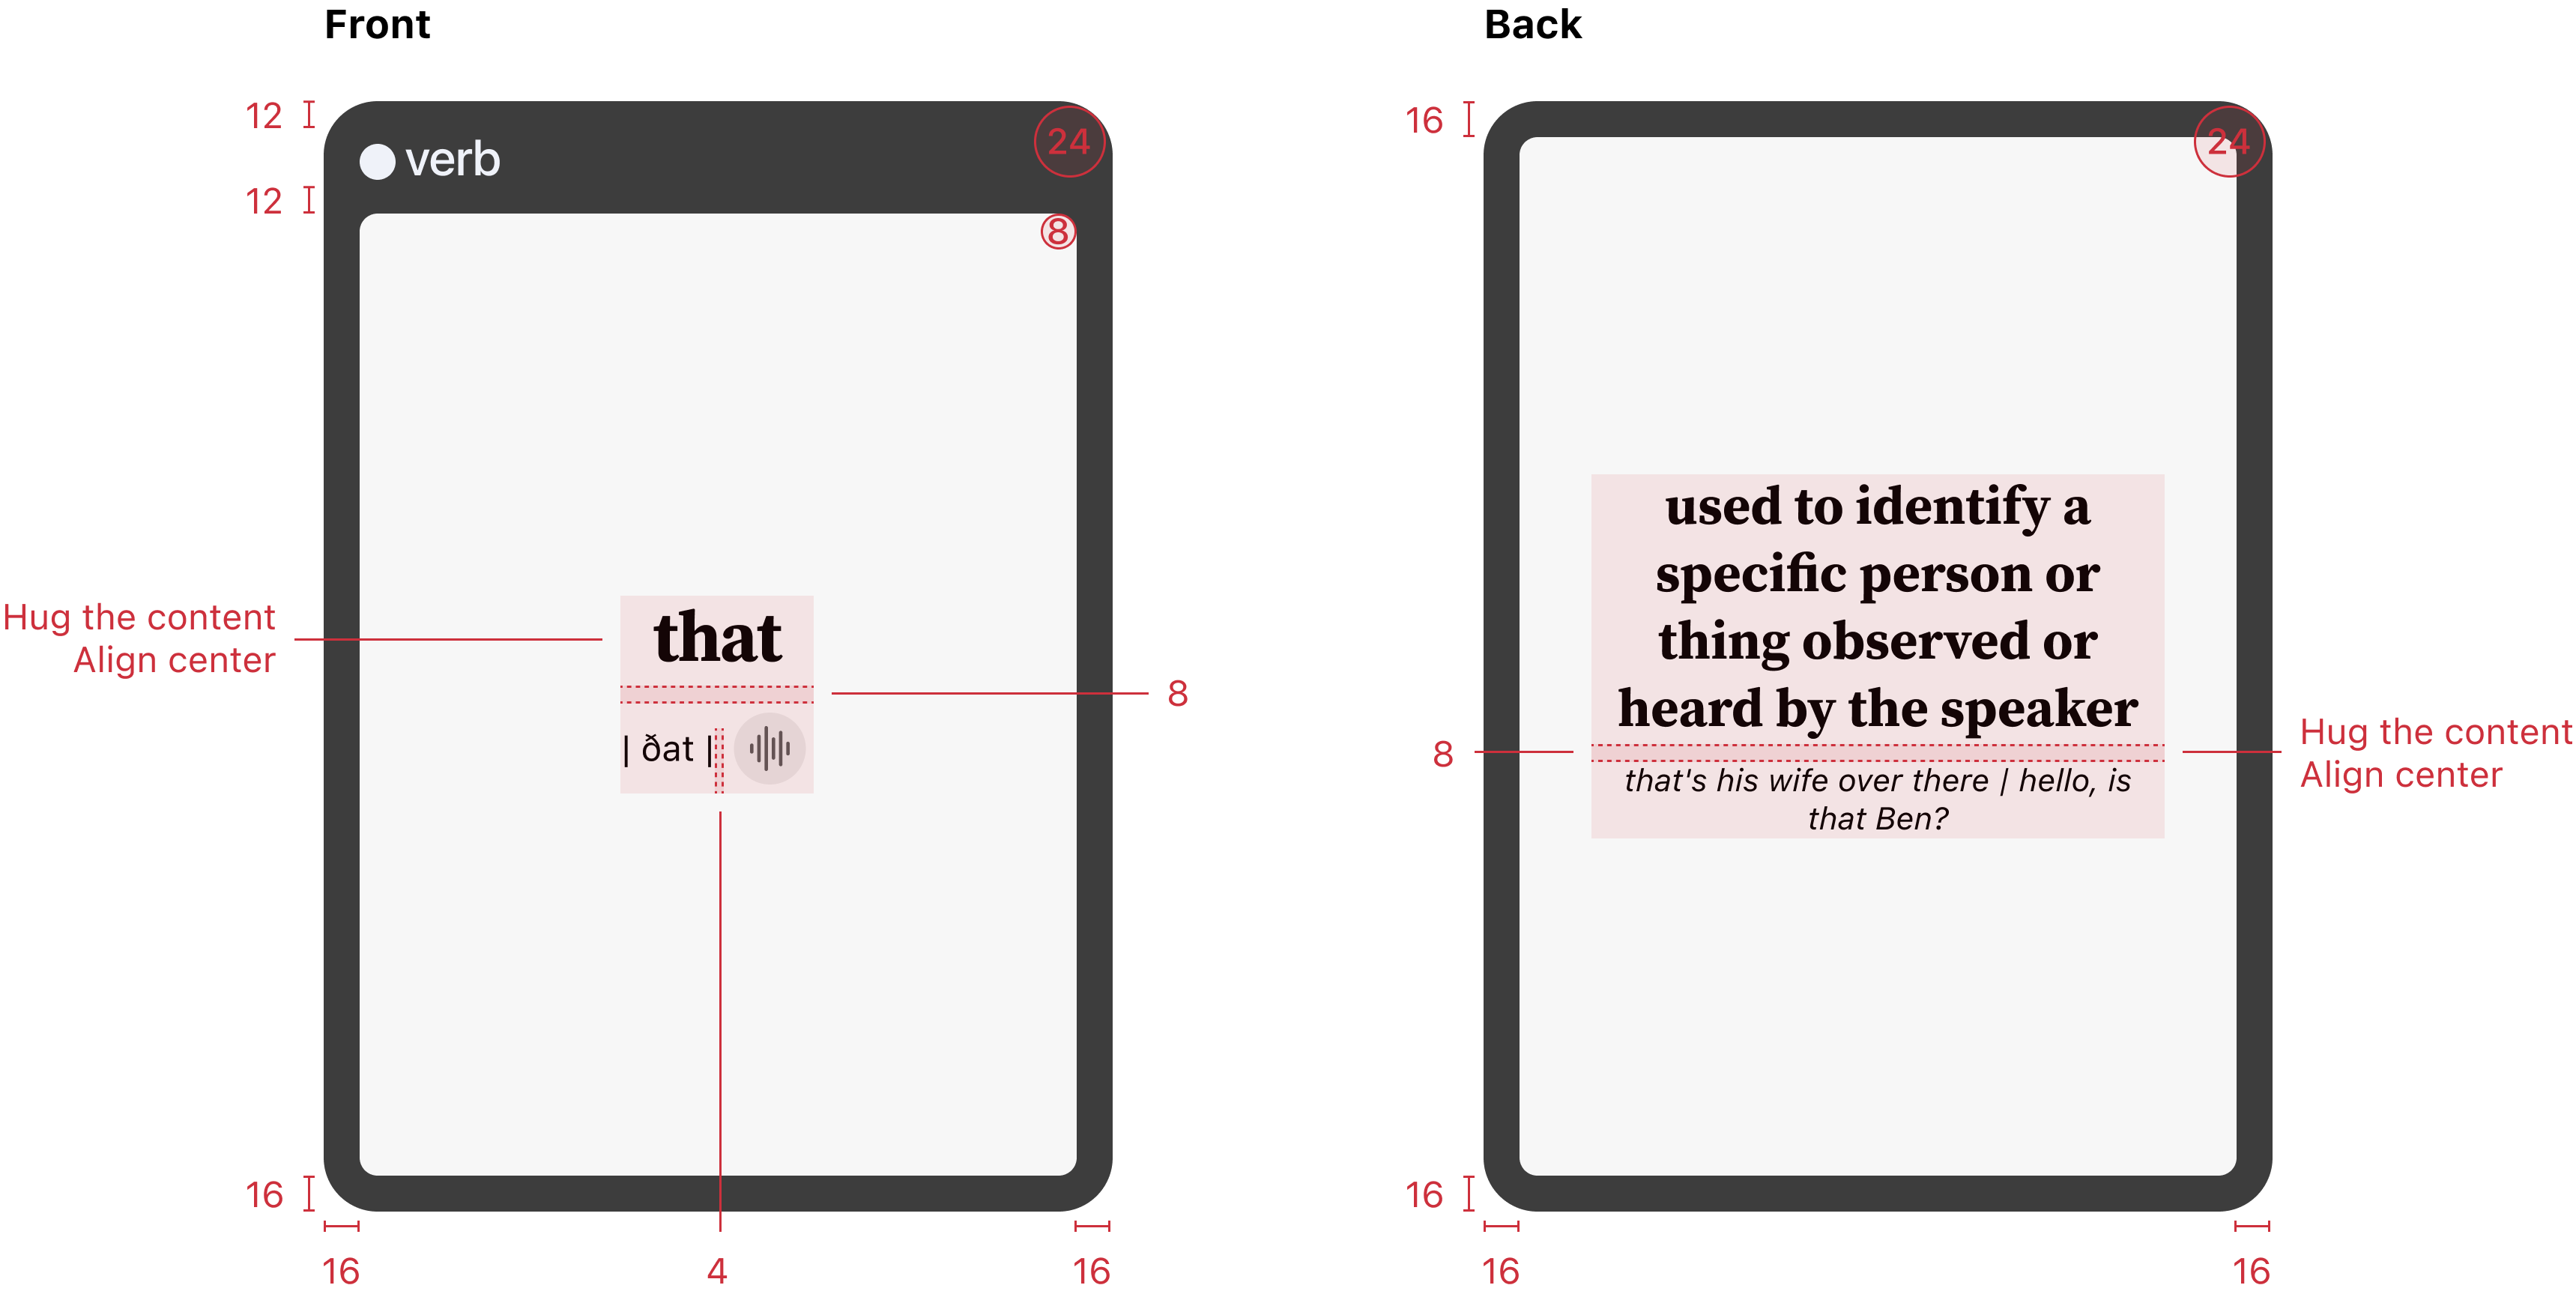 Front
12
24
verb
12
8
Hug the content
Align center
that
8
| ðat |
16
16
4
16
Back
16
24
used to identify a
specific person or
thing observed or
heard by the speaker
8
that's his wife over there | hello, is
that Ben?
Hug the content
Align center
16
16
16